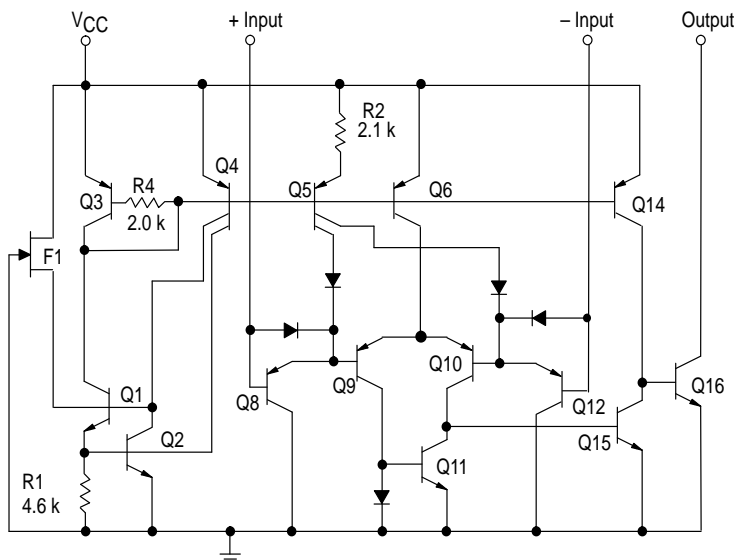 VCC
+ Input
– Input
Output
R2
2.1 k
Q4
R4
Q3
2.0 k
Q5
Q6
Q14
F1
Q1
Q8
Q9
Q10
Q12
Q16
Q2
Q15
Q11
R1
4.6 k